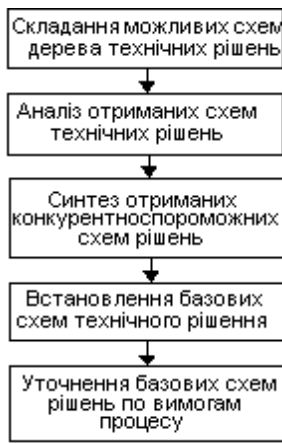 Складання можливих схем
дерева технічних рішень
Аналіз отриманих схем
технічних рішень
Синтез отриманих
конкурентноспороможних
схем рішень
Встановлення базових
схем технічного рішення
Уточнення базових схем
рішень по вимогам
процесу